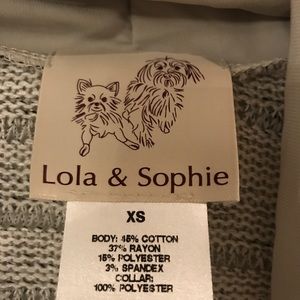 Lola & Sophie
XS
BODY: 45% COTTON
37% RAYON
15% POLYESTER
3% SPANDEX
COLLAR:
100% POLYESTER